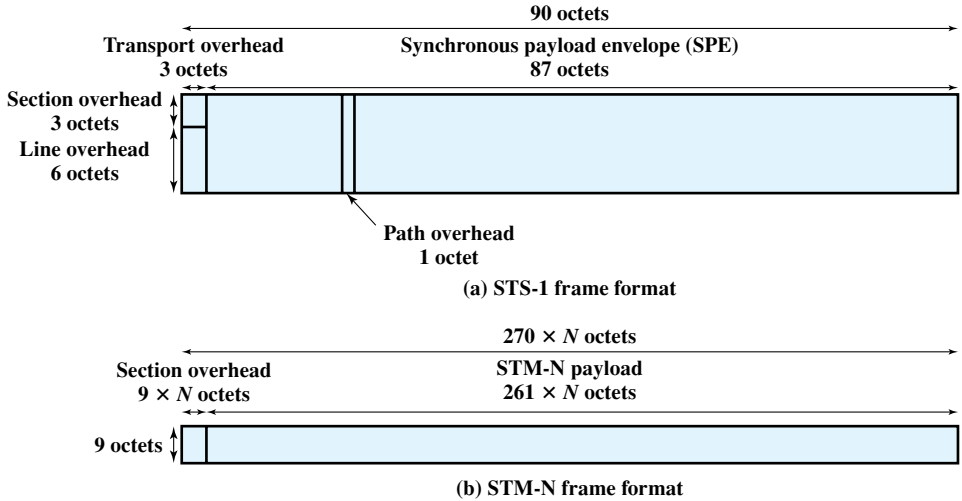 90 octets
Transport overhead
3 octets
Synchronous payload envelope (SPE)
87 octets
Section overhead
3 octets
Line overhead
6 octets
Path overhead
1 octet
(a) STS-1 frame format
270 × N octets
Section overhead
9 × N octets
STM-N payload
261 × N octets
9 octets
(b) STM-N frame format